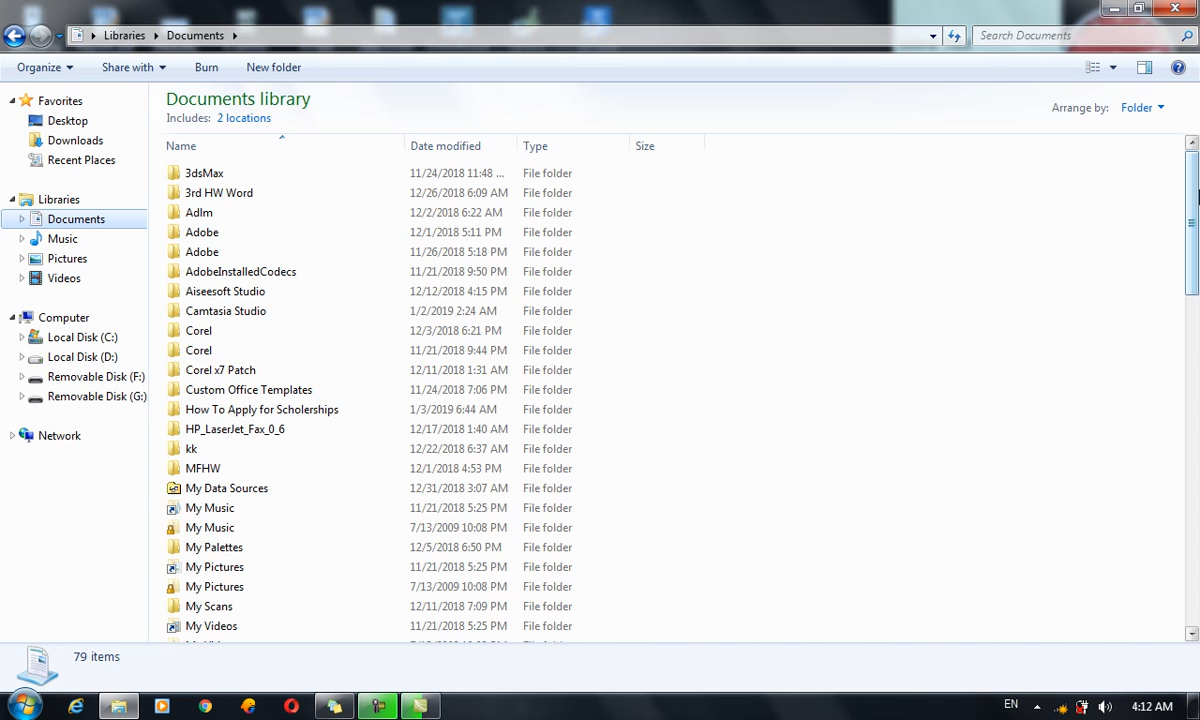 Libraries Documents
Search Documents
Organize Share with Burn New folder
Favorites
Desktop
Downloads
Recent Places
Libraries
Documents
Music
Pictures
Videos
Computer
Local Disk (C:)
Local Disk (D:)
Removable Disk (F:)
Removable Disk (G:)
Network
Documents library
Includes: 2 locations
Arrange by: Folder
Name Date modified Type Size
3dsMax 11/24/2018 11:48 ... File folder
3rd HW Word 12/26/2018 6:09 AM File folder
Adlm 12/2/2018 6:22 AM File folder
Adobe 12/1/2018 5:11 PM File folder
Adobe 11/26/2018 5:18 PM File folder
AdobeInstalledCodecs 11/21/2018 9:50 PM File folder
Aiseesoft Studio 12/12/2018 4:15 PM File folder
Camtasia Studio 1/2/2019 2:24 AM File folder
Corel 12/3/2018 6:21 PM File folder
Corel 11/21/2018 9:44 PM File folder
Corel x7 Patch 12/11/2018 1:31 AM File folder
Custom Office Templates 11/24/2018 7:06 PM File folder
How To Apply for Scholerships 1/3/2019 6:44 AM File folder
HP_LaserJet_Fax_0_6 12/17/2018 1:40 AM File folder
kk 12/22/2018 6:37 AM File folder
MFHW 12/1/2018 4:53 PM File folder
My Data Sources 12/31/2018 3:07 AM File folder
My Music 11/21/2018 5:25 PM File folder
My Music 7/13/2009 10:08 PM File folder
My Palettes 12/5/2018 6:50 PM File folder
My Pictures 11/21/2018 5:25 PM File folder
My Pictures 7/13/2009 10:08 PM File folder
My Scans 12/11/2018 7:09 PM File folder
My Videos 11/21/2018 5:25 PM File folder
79 items
EN 4:12 AM